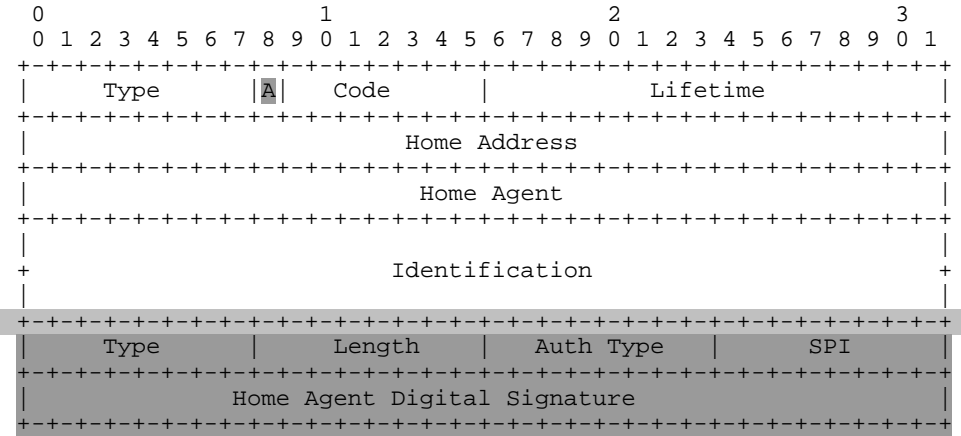 0                   1                   2                   3
 0 1 2 3 4 5 6 7 8 9 0 1 2 3 4 5 6 7 8 9 0 1 2 3 4 5 6 7 8 9 0 1
+-+-+-+-+-+-+-+-+-+-+-+-+-+-+-+-+-+-+-+-+-+-+-+-+-+-+-+-+-+-+-+-+
|     Type      |A|   Code      |           Lifetime            |
+-+-+-+-+-+-+-+-+-+-+-+-+-+-+-+-+-+-+-+-+-+-+-+-+-+-+-+-+-+-+-+-+
|                          Home Address                         |
+-+-+-+-+-+-+-+-+-+-+-+-+-+-+-+-+-+-+-+-+-+-+-+-+-+-+-+-+-+-+-+-+
|                           Home Agent                          |
+-+-+-+-+-+-+-+-+-+-+-+-+-+-+-+-+-+-+-+-+-+-+-+-+-+-+-+-+-+-+-+-+
|                                                               |
+                         Identification                        +
|                                                               |
+-+-+-+-+-+-+-+-+-+-+-+-+-+-+-+-+-+-+-+-+-+-+-+-+-+-+-+-+-+-+-+-+
|     Type      |     Length    |   Auth Type   |      SPI      |
+-+-+-+-+-+-+-+-+-+-+-+-+-+-+-+-+-+-+-+-+-+-+-+-+-+-+-+-+-+-+-+-+
|              Home Agent Digital Signature                     |
+-+-+-+-+-+-+-+-+-+-+-+-+-+-+-+-+-+-+-+-+-+-+-+-+-+-+-+-+-+-+-+-+